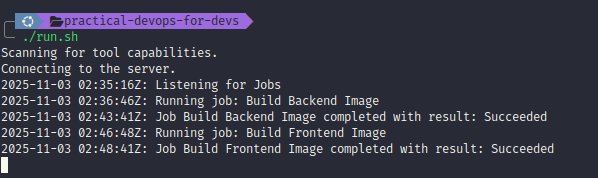 practical-devops-for-devs
./run.sh
Scanning for tool capabilities.
Connecting to the server.
2025-11-03 02:35:16Z: Listening for Jobs
2025-11-03 02:36:46Z: Running job: Build Backend Image
2025-11-03 02:43:41Z: Job Build Backend Image completed with result: Succeeded
2025-11-03 02:46:48Z: Running job: Build Frontend Image
2025-11-03 02:48:41Z: Job Build Frontend Image completed with result: Succeeded